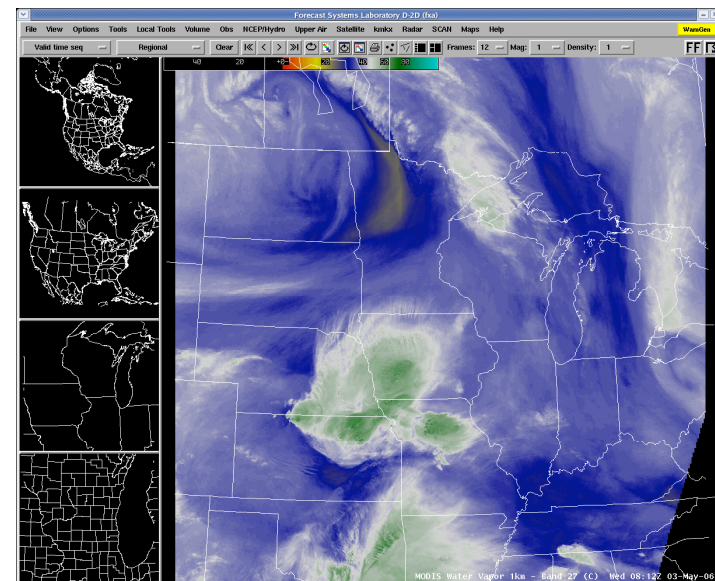 Forecast Systems Laboratory D-2D (fxa)
File View Options Tools Local Tools Volume Obs NCEP/Hydro Upper Air Satellite kmkx Radar SCAN Maps Help WarnGen
Valid time seq Regional Clear Frames: 12 Mag: 1 Density: 1 FF
40 20 +0- 20 40 50 90
MODIS Water Vapor 1km - Band 27 (C) Wed 08:12Z 03-May-06